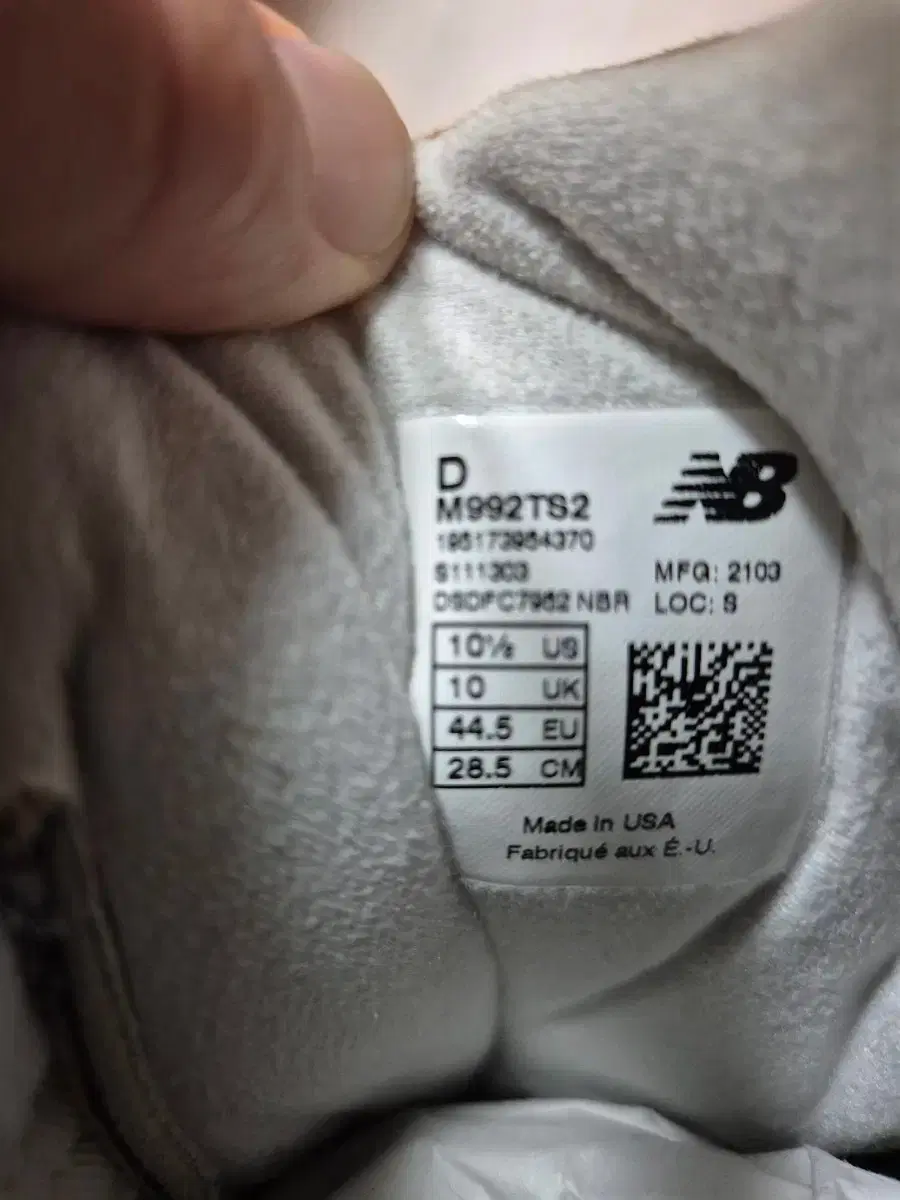 D
NB
M992TS2
195173954370
S111303
MFG: 2103
NBR LOC: S
10½ US
10 UK
44.5 EU
28.5 CM
Made in USA
Fabriqué aux É.-U.